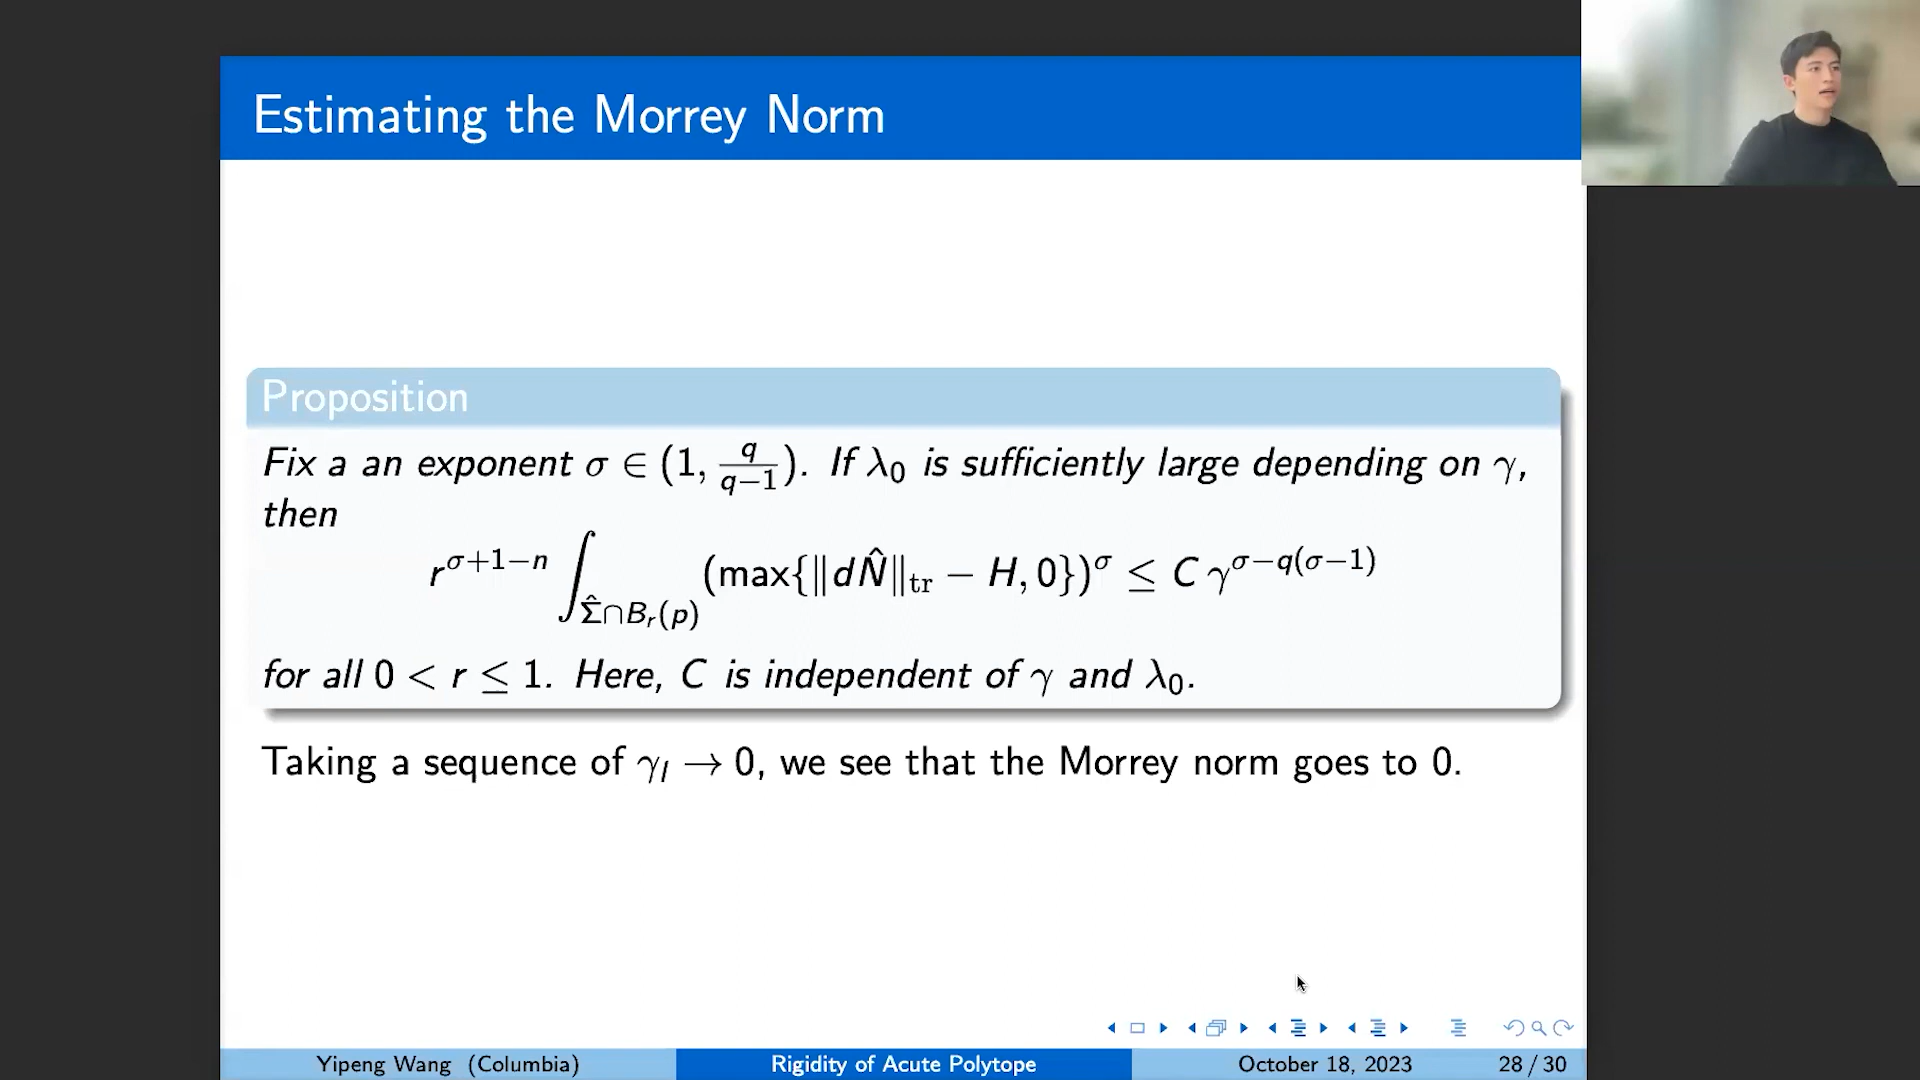 Estimating the Morrey Norm
Proposition
Fix a an exponent σ ∈ (1, q/(q−1)). If λ₀ is sufficiently large depending on γ,
then
r^{σ+1−n} ∫_{Σ̂∩B_r(p)} (max{‖dN̂‖_tr − H, 0})^σ ≤ C γ^{σ−q(σ−1)}
for all 0 < r ≤ 1. Here, C is independent of γ and λ₀.
Taking a sequence of γ_l → 0, we see that the Morrey norm goes to 0.
Yipeng Wang (Columbia) Rigidity of Acute Polytope October 18, 2023 28 / 30